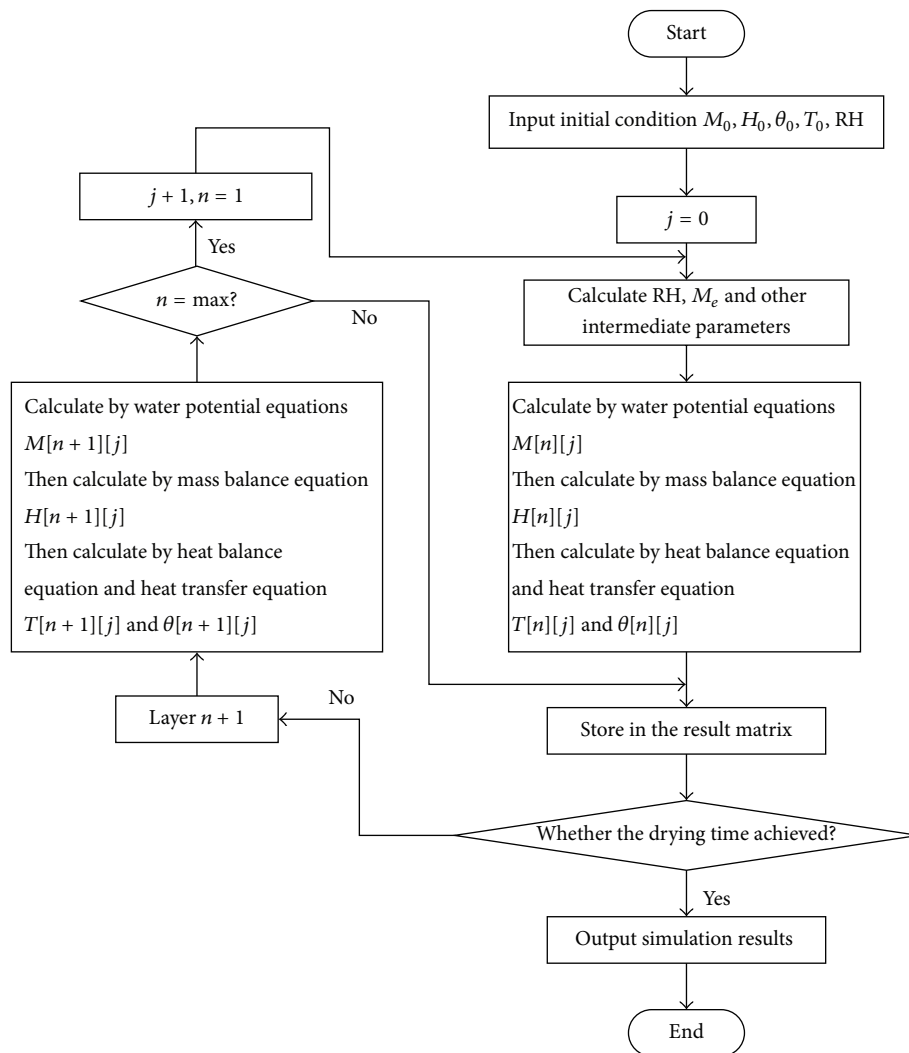 Start
Input initial condition M₀, H₀, θ₀, T₀, RH
j + 1, n = 1
j = 0
Yes
n = max?
No
Calculate RH, Mₑ and other
intermediate parameters
Calculate by water potential equations
M[n + 1][j]
Then calculate by mass balance equation
H[n + 1][j]
Then calculate by heat balance
equation and heat transfer equation
T[n + 1][j] and θ[n + 1][j]
Calculate by water potential equations
M[n][j]
Then calculate by mass balance equation
H[n][j]
Then calculate by heat balance equation
and heat transfer equation
T[n][j] and θ[n][j]
Layer n + 1
No
Store in the result matrix
Whether the drying time achieved?
Yes
Output simulation results
End